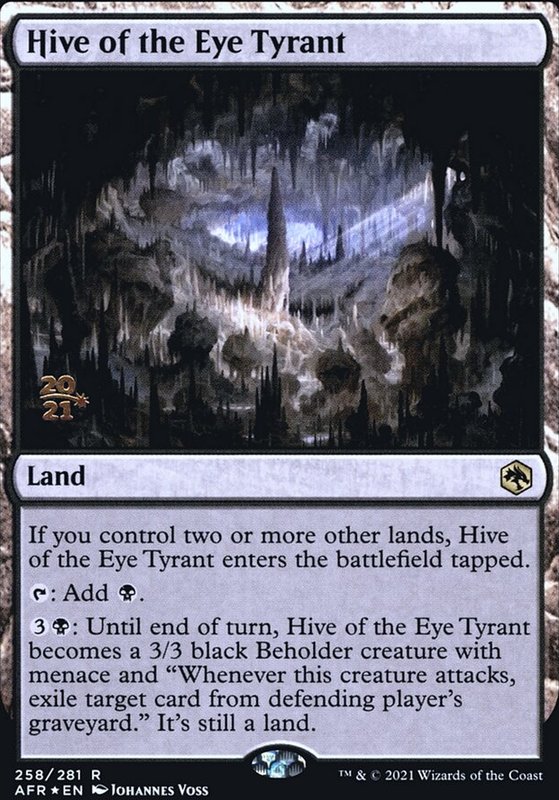 Hive of the Eye Tyrant
20
21
Land
If you control two or more other lands, Hive
of the Eye Tyrant enters the battlefield tapped.
: Add .
3: Until end of turn, Hive of the Eye Tyrant
becomes a 3/3 black Beholder creature with
menace and “Whenever this creature attacks,
exile target card from defending player’s
graveyard.” It’s still a land.
258/281 R
AFR★EN Johannes Voss
™ & © 2021 Wizards of the Coast